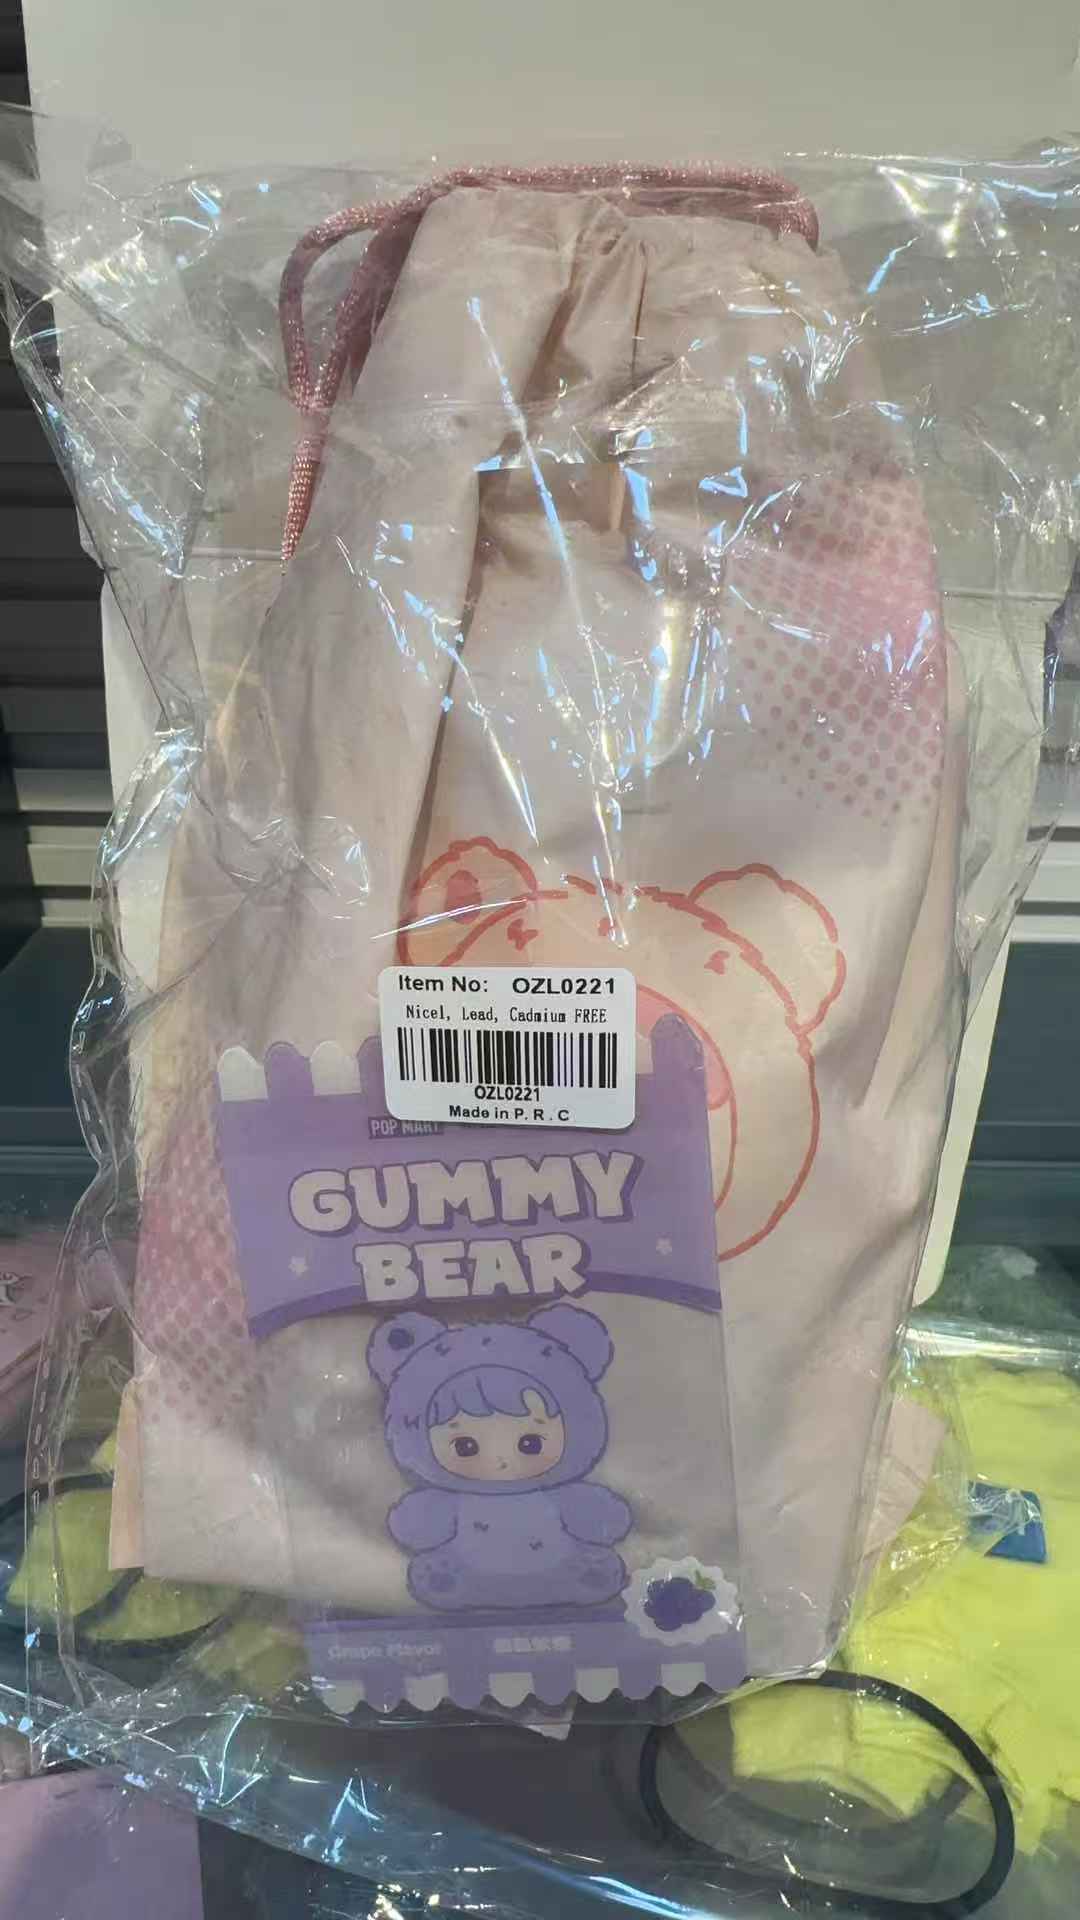 Item No: OZL0221
Nicel, Lead, Cadmium FREE
OZL0221
Made in P.R.C
POP MART
GUMMY
BEAR
Grape Flavor